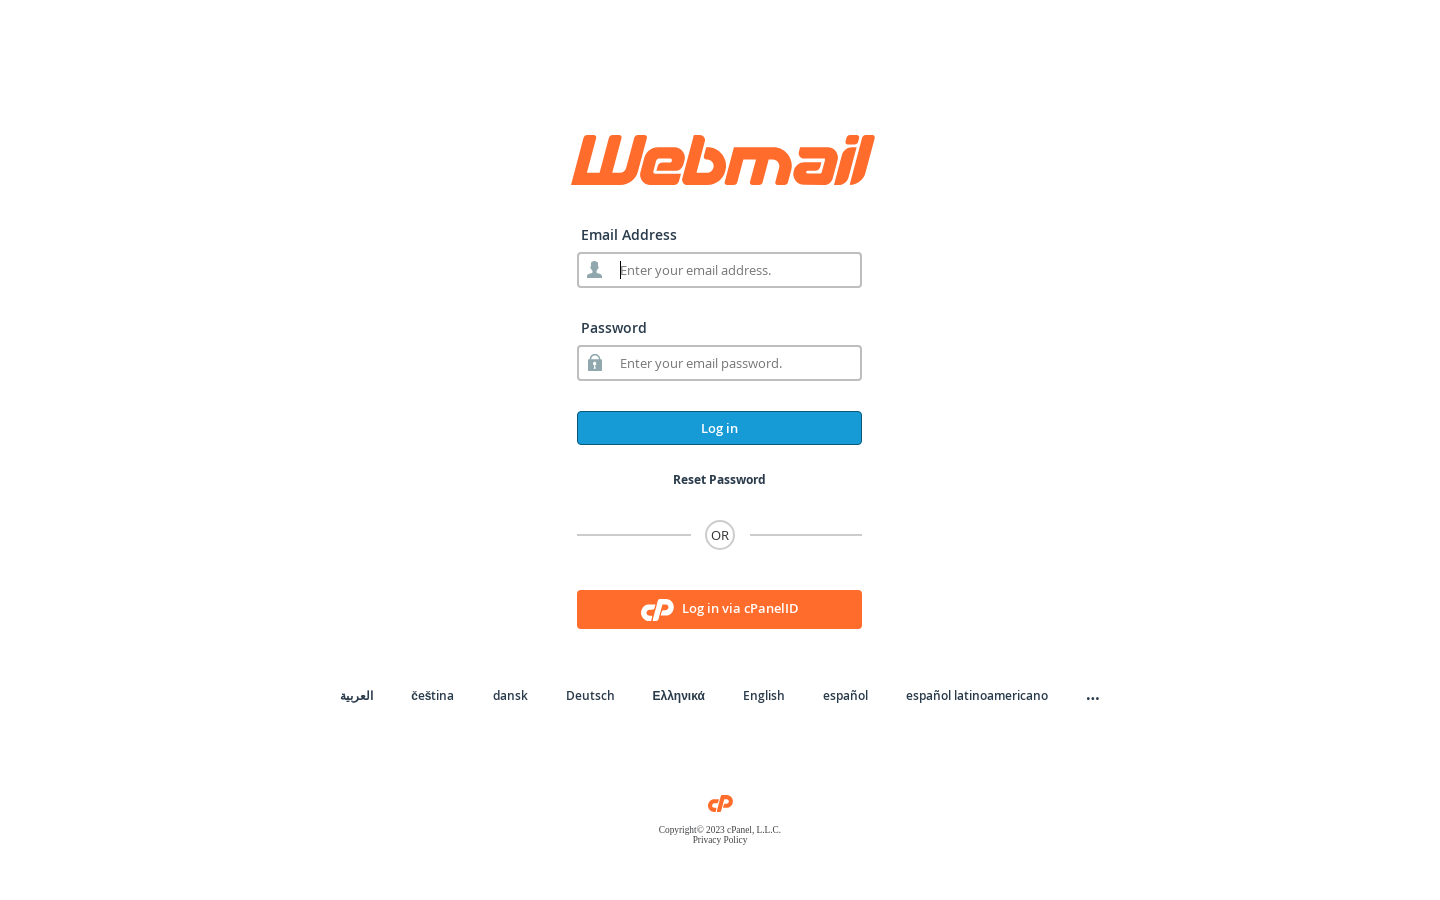 Webmail
Email Address
Enter your email address.
Password
Enter your email password.
Log in
Reset Password
OR
cP Log in via cPanelID
العربية čeština dansk Deutsch Ελληνικά English español español latinoamericano ...
cP
Copyright© 2023 cPanel, L.L.C.
Privacy Policy